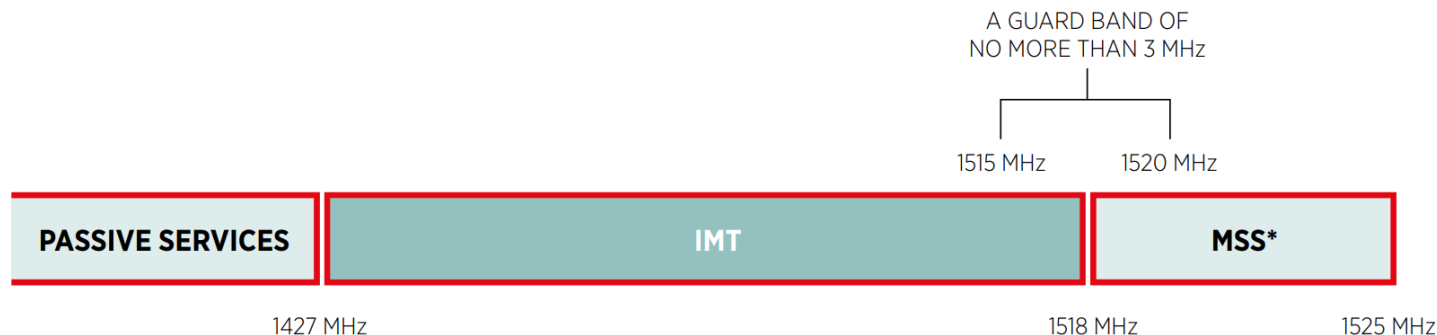 A GUARD BAND OF
NO MORE THAN 3 MHz
1515 MHz
1520 MHz
PASSIVE SERVICES
IMT
MSS*
1427 MHz
1518 MHz
1525 MHz